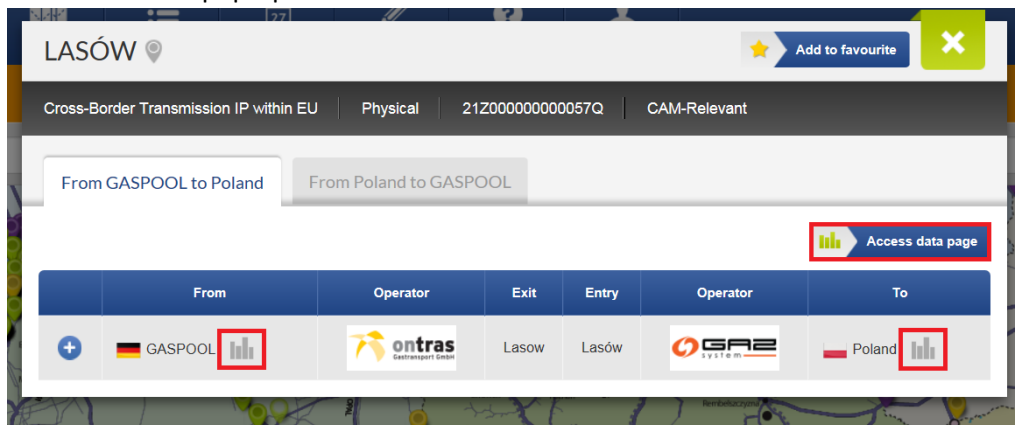 27
LASÓW
Add to favourite
Cross-Border Transmission IP within EU Physical 21Z000000000057Q CAM-Relevant
From GASPOOL to Poland From Poland to GASPOOL
Access data page
From Operator Exit Entry Operator To
GASPOOL ontras Gastransport GmbH Lasow Lasów GAZ system Poland